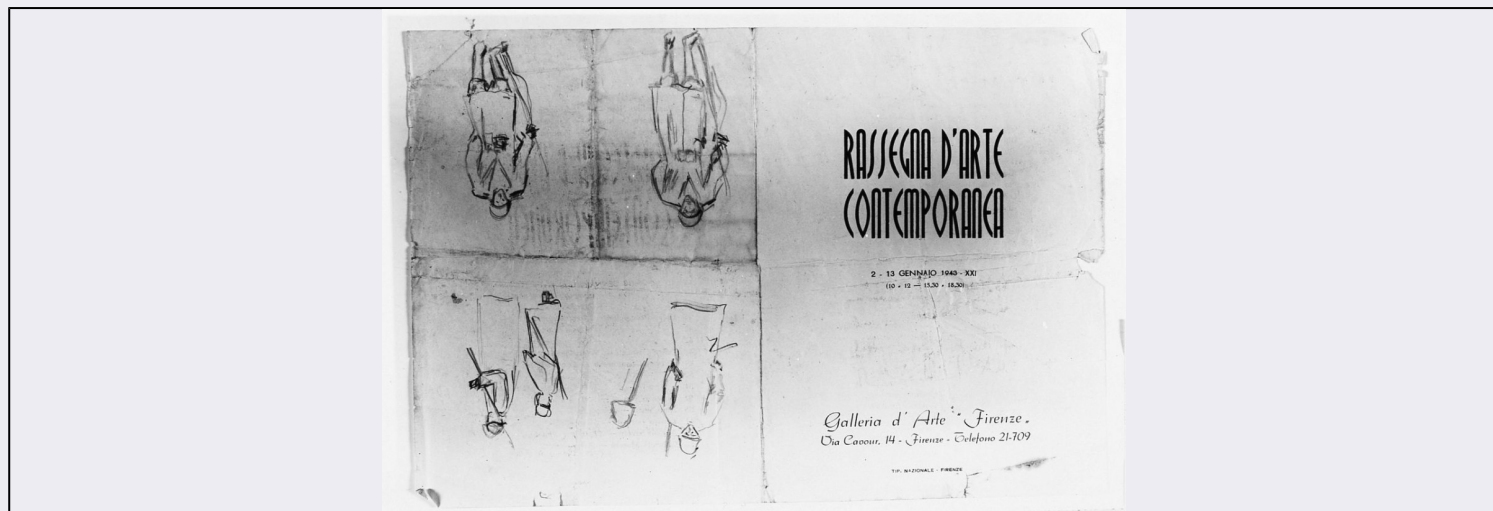 RASSEGNA D'ARTE
CONTEMPORANEA
2 - 13 GENNAIO 1943 - XXI
(10 - 12 — 15.30 - 18.30)
Galleria d' Arte " Firenze "
Via Cavour, 14 - Firenze - Telefono 21-709
TIP. NAZIONALE - FIRENZE